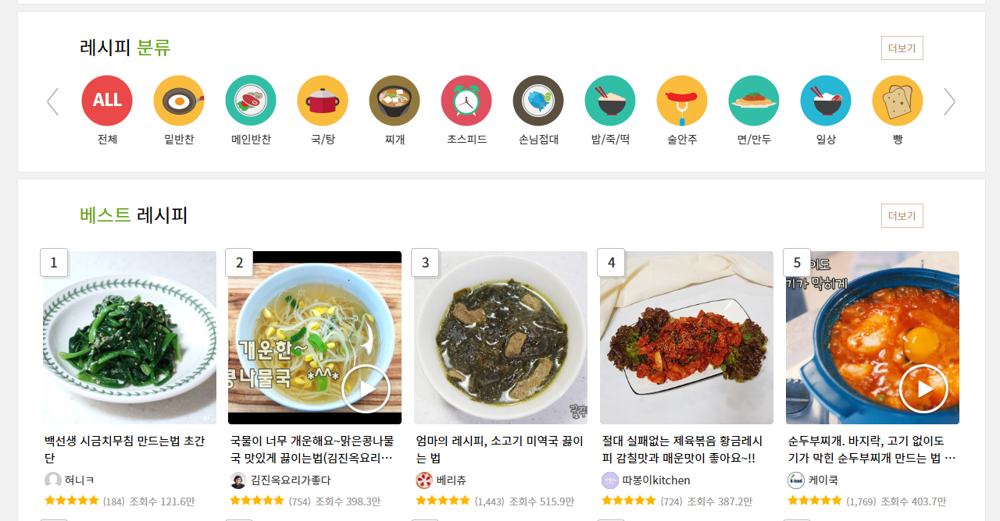 레시피 분류
더보기
ALL
전체
밑반찬
메인반찬
국/탕
찌개
초스피드
손님접대
밥/죽/떡
술안주
면/만두
일상
빵
베스트 레시피
더보기
1
백선생 시금치무침 만드는법 초간
단
혀니ㅋ
(184) 조회수 121.6만
2
개운한~
콩나물국 *^^*
국물이 너무 개운해요~맑은콩나물
국 맛있게 끓이는법(김진옥요리…
김진옥요리가좋다
(754) 조회수 398.3만
3
엄마의 레시피, 소고기 미역국 끓이
는 법
베리츄
(1,443) 조회수 515.9만
4
절대 실패없는 제육볶음 황금레시
피 감칠맛과 매운맛이 좋아요~!!
따봉이kitchen
(724) 조회수 387.2만
5
이도
기가 막히게
순두부찌개. 바지락, 고기 없이도
기가 막힌 순두부찌개 만드는 법 …
K-food
케이쿡
(1,769) 조회수 403.7만